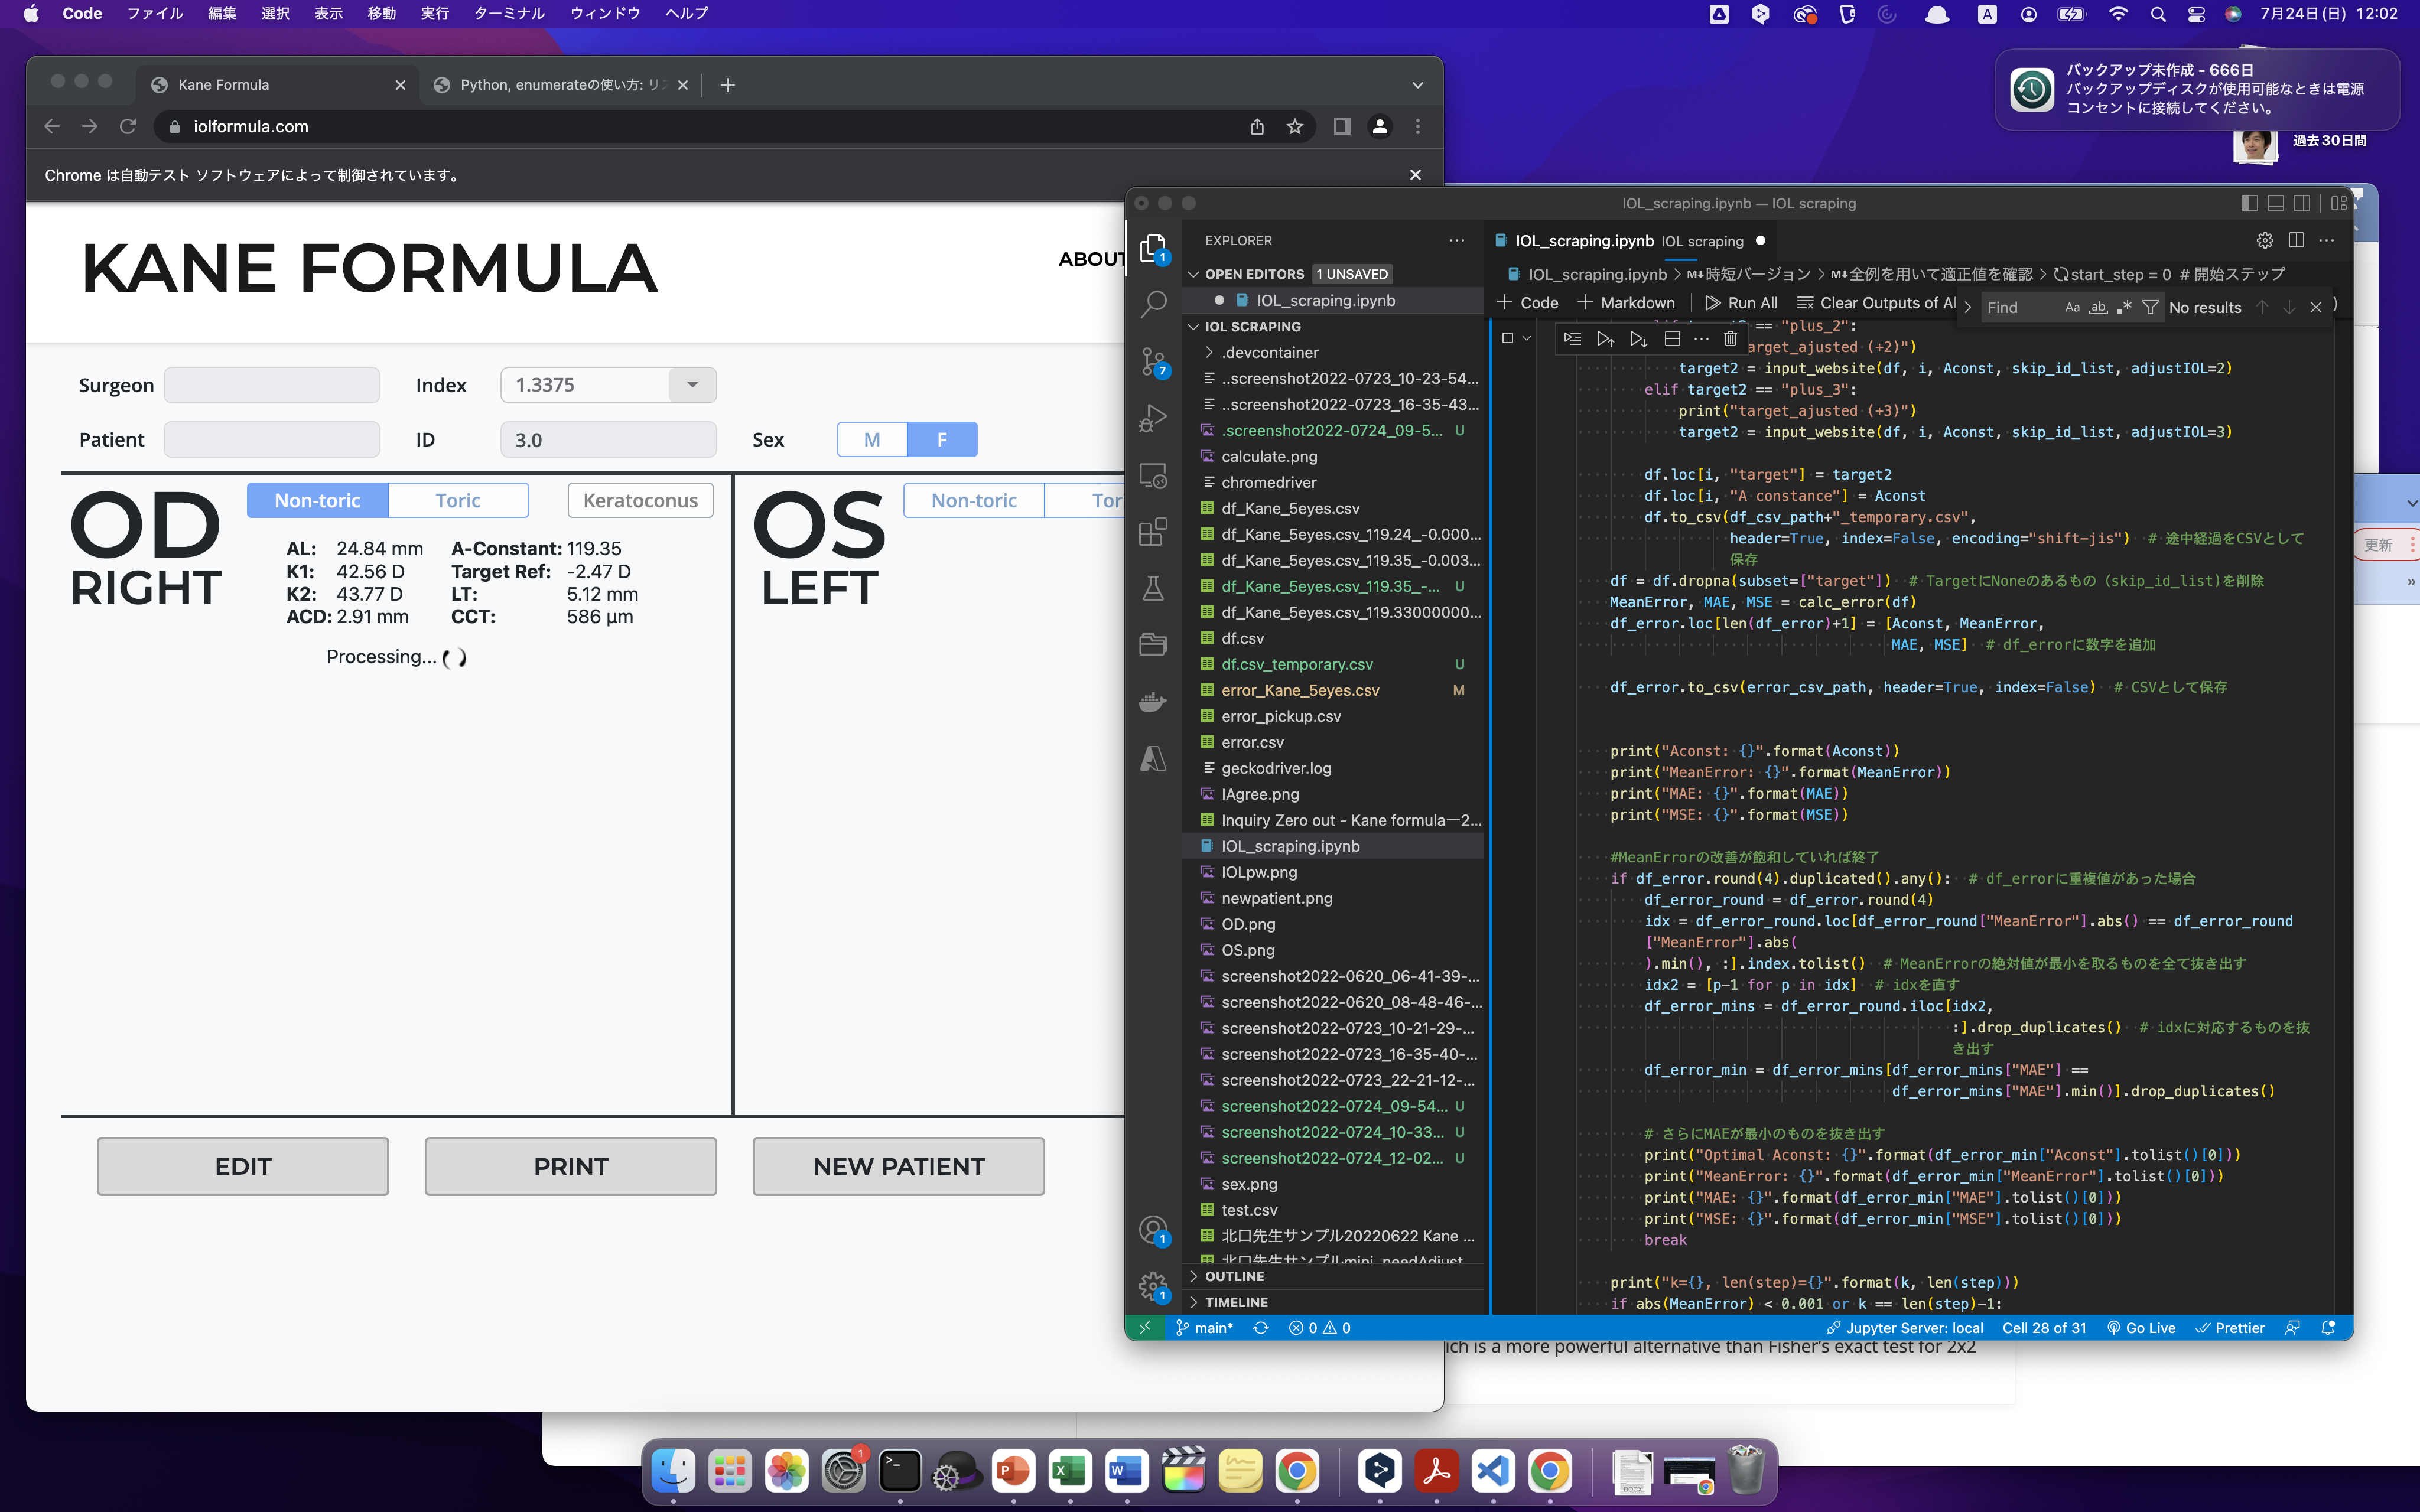 Code ファイル 編集 選択 表示 移動 実行 ターミナル ウィンドウ ヘルプ
A 7月24日(日) 12:02
バックアップ未作成 - 666日
バックアップディスクが使用可能なときは電源
コンセントに接続してください。
過去30日間
Kane Formula
Python, enumerateの使い方: リ
iolformula.com
Chrome は自動テスト ソフトウェアによって制御されています。
KANE FORMULA
ABOUT
Surgeon
Index 1.3375
Patient
ID 3.0
Sex M F
OD
RIGHT
Non-toric Toric Keratoconus
AL: 24.84 mm A-Constant: 119.35
K1: 42.56 D Target Ref: -2.47 D
K2: 43.77 D LT: 5.12 mm
ACD: 2.91 mm CCT: 586 µm
Processing...
OS
LEFT
Non-toric Tor
EDIT PRINT NEW PATIENT
IOL_scraping.ipynb — IOL scraping
EXPLORER
OPEN EDITORS 1 UNSAVED
IOL_scraping.ipynb
IOL SCRAPING
.devcontainer
..screenshot2022-0723_10-23-54...
..screenshot2022-0723_16-35-43...
.screenshot2022-0724_09-5... U
calculate.png
chromedriver
df_Kane_5eyes.csv
df_Kane_5eyes.csv_119.24_-0.000...
df_Kane_5eyes.csv_119.35_-0.003...
df_Kane_5eyes.csv_119.35_-... U
df_Kane_5eyes.csv_119.33000000...
df.csv
df.csv_temporary.csv U
error_Kane_5eyes.csv M
error_pickup.csv
error.csv
geckodriver.log
IAgree.png
Inquiry Zero out - Kane formula一2...
IOL_scraping.ipynb
IOLpw.png
newpatient.png
OD.png
OS.png
screenshot2022-0620_06-41-39-...
screenshot2022-0620_08-48-46-...
screenshot2022-0723_10-21-29-...
screenshot2022-0723_16-35-40-...
screenshot2022-0723_22-21-12-...
screenshot2022-0724_09-54... U
screenshot2022-0724_10-33... U
screenshot2022-0724_12-02... U
sex.png
test.csv
北口先生サンプル20220622 Kane ...
北口先生サンプルmini_needAdjust
OUTLINE
TIMELINE
IOL_scraping.ipynb IOL scraping
IOL_scraping.ipynb > M↓時短バージョン > M↓全例を用いて適正値を確認 > start_step = 0 # 開始ステップ
Code Markdown Run All Clear Outputs of Al
Find Aa ab .* No results
== "plus_2":
arget_ajusted (+2)")
target2 = input_website(df, i, Aconst, skip_id_list, adjustIOL=2)
elif target2 == "plus_3":
print("target_ajusted (+3)")
target2 = input_website(df, i, Aconst, skip_id_list, adjustIOL=3)
df.loc[i, "target"] = target2
df.loc[i, "A constance"] = Aconst
df.to_csv(df_csv_path+"_temporary.csv",
header=True, index=False, encoding="shift-jis") # 途中経過をCSVとして
保存
df = df.dropna(subset=["target"]) # TargetにNoneのあるもの（skip_id_list)を削除
MeanError, MAE, MSE = calc_error(df)
df_error.loc[len(df_error)+1] = [Aconst, MeanError,
MAE, MSE] # df_errorに数字を追加
df_error.to_csv(error_csv_path, header=True, index=False) # CSVとして保存
print("Aconst: {}".format(Aconst))
print("MeanError: {}".format(MeanError))
print("MAE: {}".format(MAE))
print("MSE: {}".format(MSE))
#MeanErrorの改善が飽和していれば終了
if df_error.round(4).duplicated().any(): # df_errorに重複値があった場合
df_error_round = df_error.round(4)
idx = df_error_round.loc[df_error_round["MeanError"].abs() == df_error_round
["MeanError"].abs(
).min(), :].index.tolist() # MeanErrorの絶対値が最小を取るものを全て抜き出す
idx2 = [p-1 for p in idx] # idxを直す
df_error_mins = df_error_round.iloc[idx2,
:].drop_duplicates() # idxに対応するものを抜
き出す
df_error_min = df_error_mins[df_error_mins["MAE"] ==
df_error_mins["MAE"].min()].drop_duplicates()
# さらにMAEが最小のものを抜き出す
print("Optimal Aconst: {}".format(df_error_min["Aconst"].tolist()[0]))
print("MeanError: {}".format(df_error_min["MeanError"].tolist()[0]))
print("MAE: {}".format(df_error_min["MAE"].tolist()[0]))
print("MSE: {}".format(df_error_min["MSE"].tolist()[0]))
break
print("k={}, len(step)={}".format(k, len(step)))
if abs(MeanError) < 0.001 or k == len(step)-1:
main* 0 0
Jupyter Server: local Cell 28 of 31 Go Live Prettier
更新
ich is a more powerful alternative than Fisher's exact test for 2x2